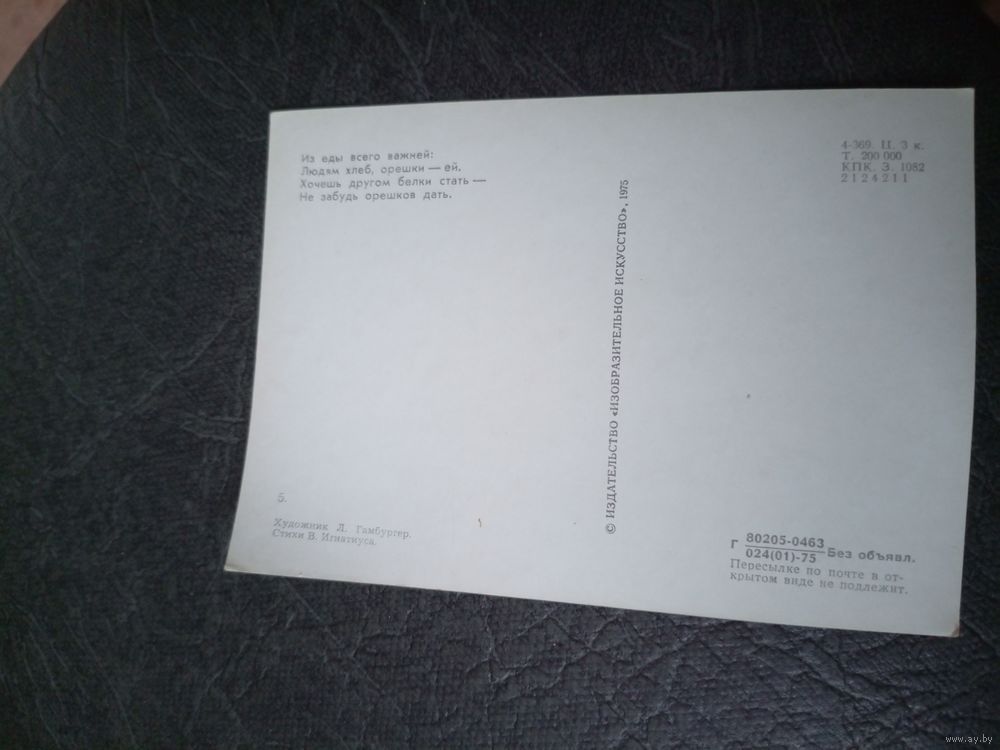 Из еды всего важней:
Людям хлеб, орешки — ей.
Хочешь другом белки стать —
Не забудь орешков дать.
5.
Художник Л. Гамбургер.
Стихи В. Игнатиуса.
© ИЗДАТЕЛЬСТВО «ИЗОБРАЗИТЕЛЬНОЕ ИСКУССТВО», 1975
4-369. Ц. 3 к.
Т. 200 000
КПК. З. 1082
2124211
Г 80205-0463
024(01)-75 Без объявл.
Пересылке по почте в от-
крытом виде не подлежит.
www.ay.by